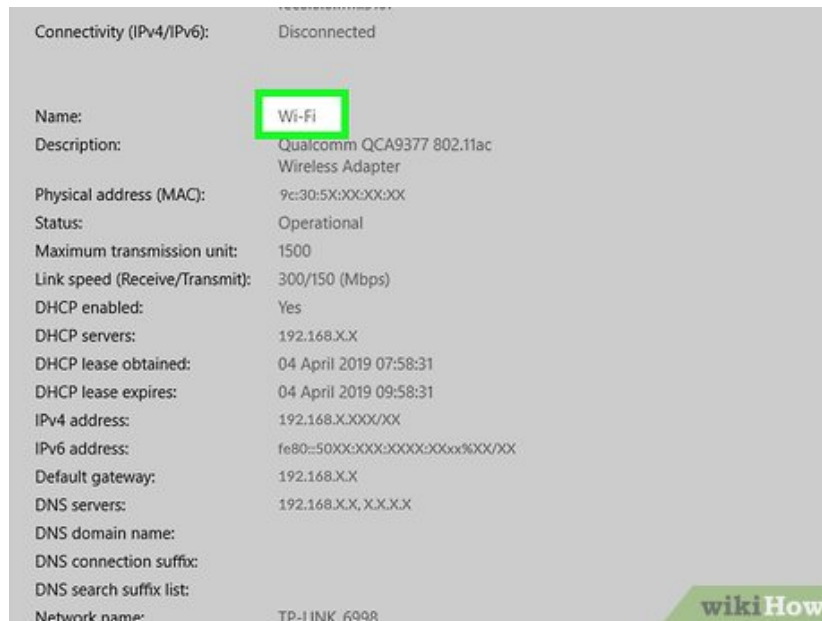 Connectivity (IPv4/IPv6): Disconnected
Name: Wi-Fi
Description: Qualcomm QCA9377 802.11ac
Wireless Adapter
Physical address (MAC): 9c:30:5X:XX:XX:XX
Status: Operational
Maximum transmission unit: 1500
Link speed (Receive/Transmit): 300/150 (Mbps)
DHCP enabled: Yes
DHCP servers: 192.168.X.X
DHCP lease obtained: 04 April 2019 07:58:31
DHCP lease expires: 04 April 2019 09:58:31
IPv4 address: 192.168.X.XXX/XX
IPv6 address: fe80::50XX:XXX:XXXX:XXxx%XX/XX
Default gateway: 192.168.X.X
DNS servers: 192.168.X.X, X.X.X.X
DNS domain name:
DNS connection suffix:
DNS search suffix list:
Network name: TP-LINK_6998
wikiHow